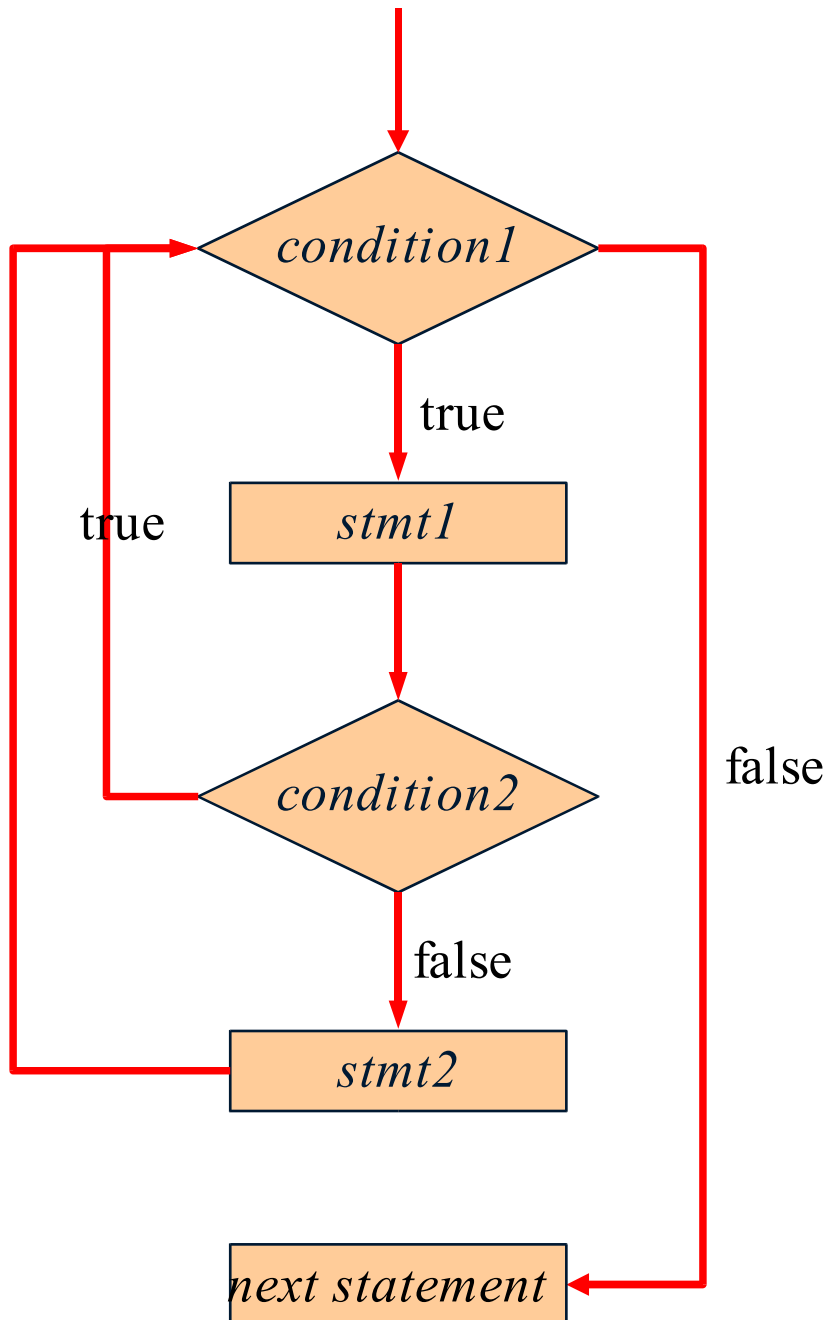 condition1
true
stmt1
true
condition2
false
false
stmt2
next statement